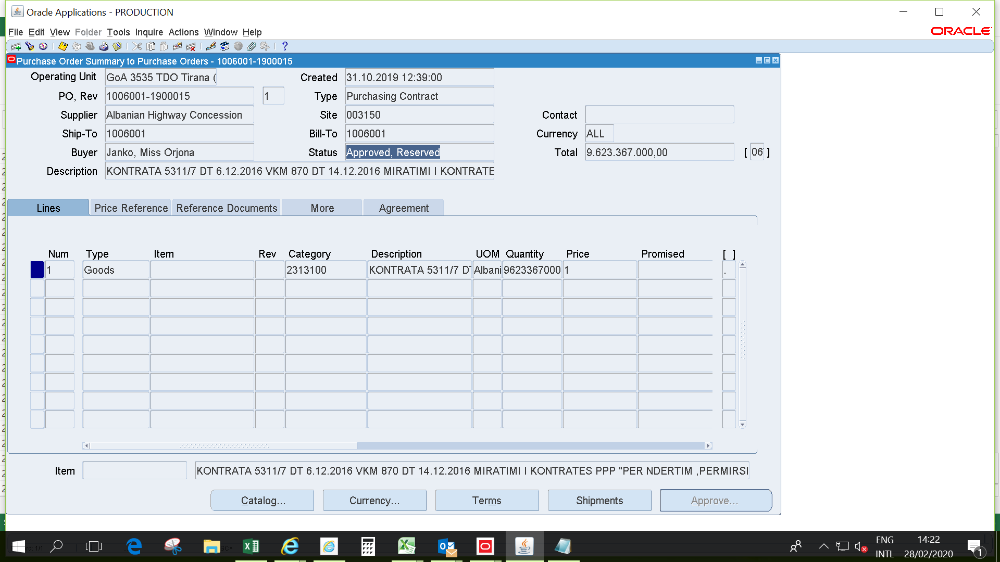 Oracle Applications - PRODUCTION
File Edit View Folder Tools Inquire Actions Window Help
ORACLE
Purchase Order Summary to Purchase Orders - 1006001-1900015
Operating Unit GoA 3535 TDO Tirana ( Created 31.10.2019 12:39:00
PO, Rev 1006001-1900015 1 Type Purchasing Contract
Supplier Albanian Highway Concession Site 003150 Contact
Ship-To 1006001 Bill-To 1006001 Currency ALL
Buyer Janko, Miss Orjona Status Approved, Reserved Total 9.623.367.000,00 [ 06 ]
Description KONTRATA 5311/7 DT 6.12.2016 VKM 870 DT 14.12.2016 MIRATIMI I KONTRATE
Lines Price Reference Reference Documents More Agreement
Num Type Item Rev Category Description UOM Quantity Price Promised [ ]
1 Goods 2313100 KONTRATA 5311/7 DT Albani 9623367000 1 .
Item KONTRATA 5311/7 DT 6.12.2016 VKM 870 DT 14.12.2016 MIRATIMI I KONTRATES PPP "PER NDERTIM ,PERMIRSI
Catalog... Currency... Terms Shipments Approve...
ENG 14:22
INTL 28/02/2020 1